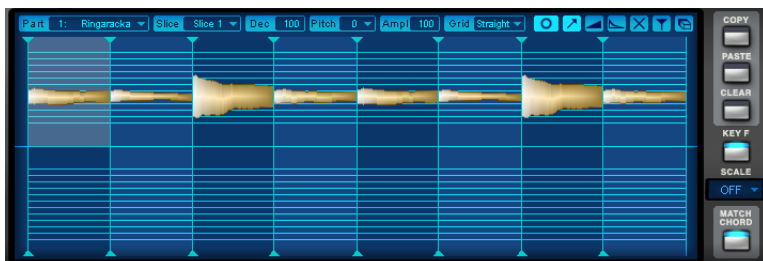 Part 1: Ringaracka Slice Slice 1 Dec 100 Pitch 0 Ampl 100 Grid Straight
COPY
PASTE
CLEAR
KEY F
SCALE
OFF
MATCH
CHORD